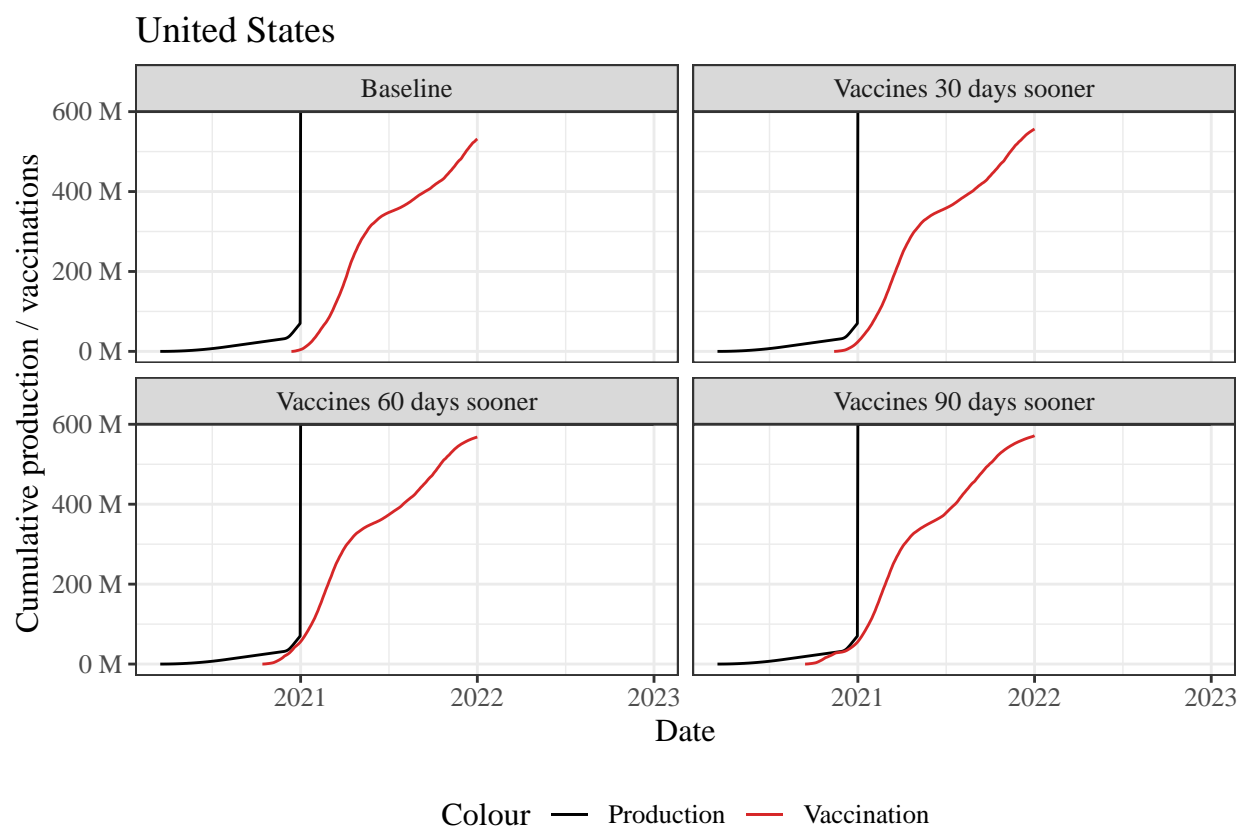 United States
Baseline
Vaccines 30 days sooner
600 M
400 M
200 M
0 M
Vaccines 60 days sooner
Vaccines 90 days sooner
600 M
400 M
200 M
0 M
Cumulative production / vaccinations
2021
2022
2023
2021
2022
2023
Date
Colour
Production
Vaccination